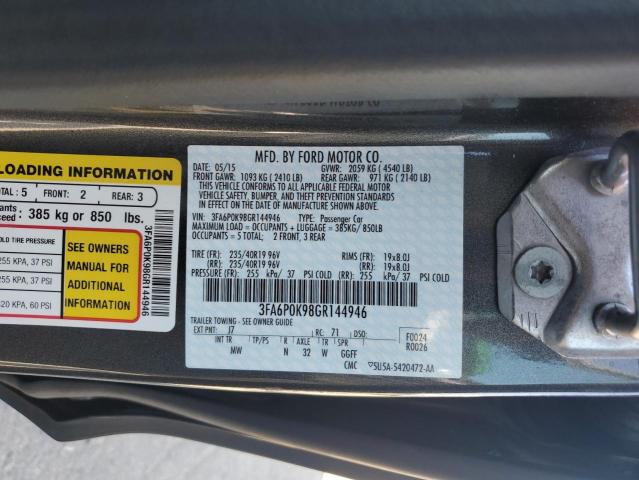 LOADING INFORMATION
TOTAL: 5 FRONT: 2 REAR: 3
385 kg or 850 lbs.
COLD TIRE PRESSURE
255 KPA, 37 PSI
255 KPA, 37 PSI
420 KPA, 60 PSI
SEE OWNERS
MANUAL FOR
ADDITIONAL
INFORMATION
3FA6P0K98GR144946
MFD. BY FORD MOTOR CO.
05/15 GVWR: 2059 KG ( 4540 LB)
FRONT GAWR: 1093 KG ( 2410 LB) REAR GAWR: 971 KG ( 2140 LB)
THIS VEHICLE CONFORMS TO ALL APPLICABLE FEDERAL MOTOR
VEHICLE SAFETY, BUMPER, AND THEFT PREVENTION STANDARDS
IN EFFECT ON THE DATE OF MANUFACTURE SHOWN ABOVE.
VIN: 3FA6P0K98GR144946 TYPE: Passenger Car
MAXIMUM LOAD = OCCUPANTS + LUGGAGE = 385KG/ 850LB
OCCUPANTS = 5 TOTAL: 2 FRONT, 3 REAR
TIRE (FR): 235/40R19 96V RIMS (FR): 19x8.0J
(RR): 235/40R19 96V (RR): 19x8.0J
PRESSURE (FR): 255 kPa/ 37 PSI COLD (RR): 255 kPa/ 37 PSI COLD
3FA6P0K98GR144946
TRAILER TOWING - SEE OWNER GUIDE
EXT PNT: J7 RC: 71 DSO: F0024
R0026
INT TR TP/PS R AXLE TR SPR
MW N 32 W GGFF
CMC 5U5A-5420472-AA